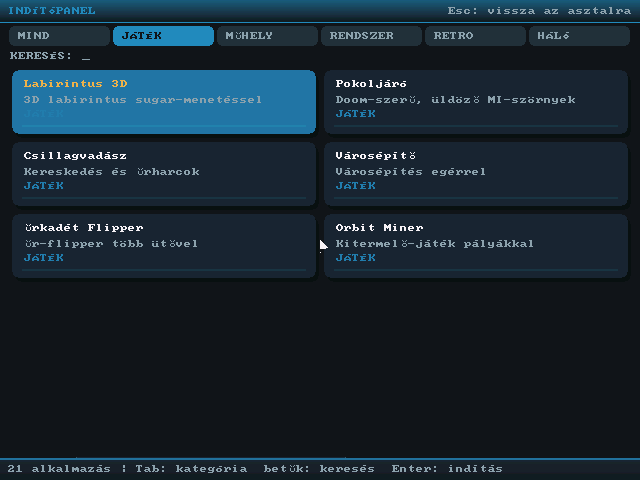 INDÍTÓPANEL
Esc: vissza az asztalra
MIND JÁTÉK MŰHELY RENDSZER RETRO HÁLÓ
KERESÉS: _
Labirintus 3D
3D labirintus sugar-menetéssel
JÁTÉK
Pokoljáró
Doom-szerű, üldöző MI-szörnyek
JÁTÉK
Csillagvadász
Kereskedés és űrharcok
JÁTÉK
Városépítő
Városépítés egérrel
JÁTÉK
Űrkadét Flipper
Űr-flipper több ütővel
JÁTÉK
Orbit Miner
Kitermelő-játék pályákkal
JÁTÉK
21 alkalmazás | Tab: kategória betűk: keresés Enter: indítás